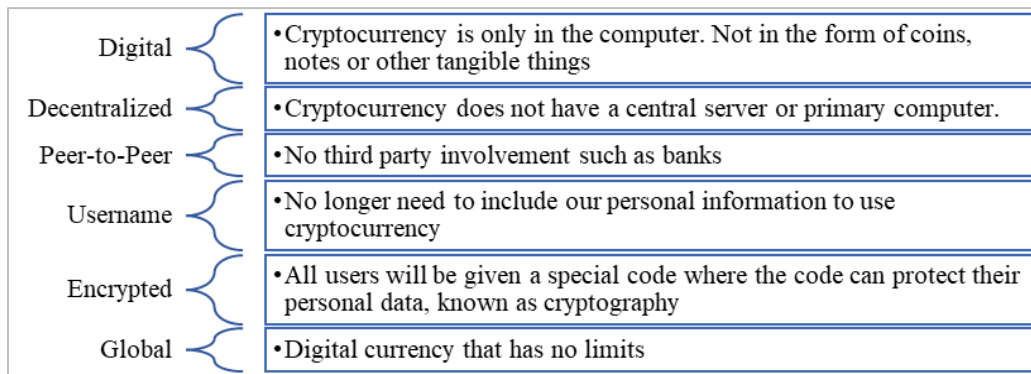 Digital
•Cryptocurrency is only in the computer. Not in the form of coins,
notes or other tangible things
Decentralized
•Cryptocurrency does not have a central server or primary computer.
Peer-to-Peer
•No third party involvement such as banks
Username
•No longer need to include our personal information to use
cryptocurrency
Encrypted
•All users will be given a special code where the code can protect their
personal data, known as cryptography
Global
•Digital currency that has no limits